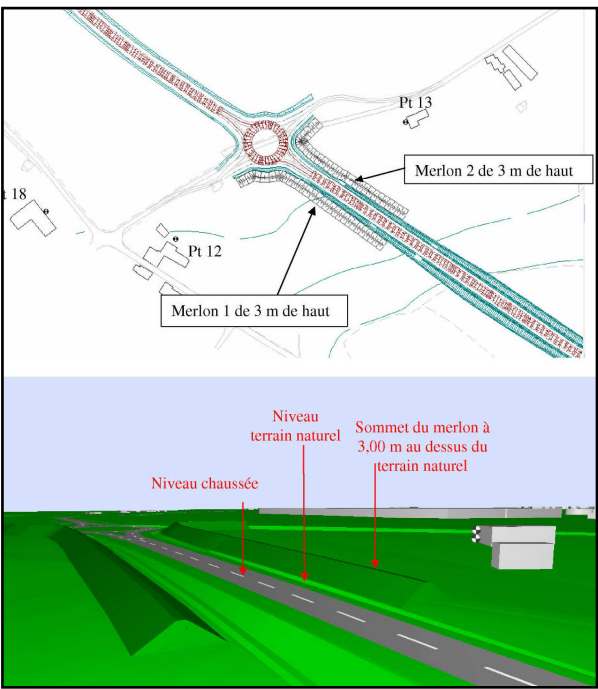 Pt 13
Merlon 2 de 3 m de haut
t 18
Pt 12
Merlon 1 de 3 m de haut
Niveau
terrain naturel
Sommet du merlon à
3,00 m au dessus du
terrain naturel
Niveau chaussée